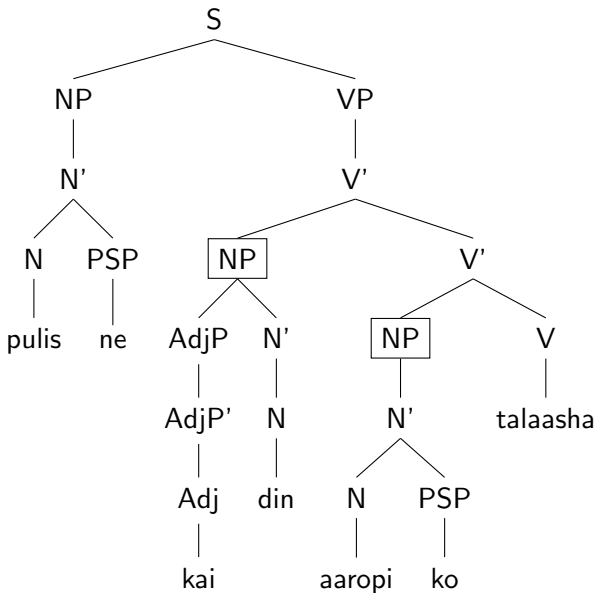 S
NP VP
N' V'
N PSP NP V'
pulis ne AdjP N' NP V
AdjP' N N' talaasha
Adj din N PSP
kai aaropi ko